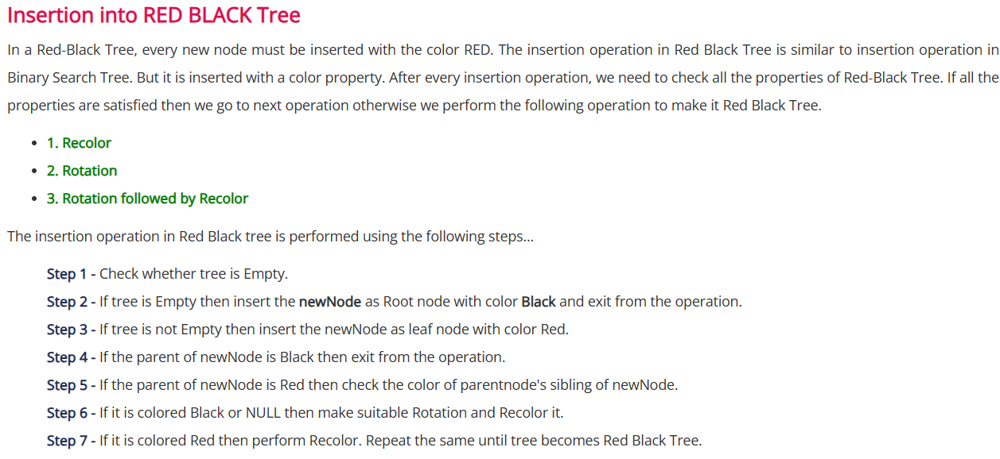 Insertion into RED BLACK Tree
In a Red-Black Tree, every new node must be inserted with the color RED. The insertion operation in Red Black Tree is similar to insertion operation in
Binary Search Tree. But it is inserted with a color property. After every insertion operation, we need to check all the properties of Red-Black Tree. If all the
properties are satisfied then we go to next operation otherwise we perform the following operation to make it Red Black Tree.
• 1. Recolor
• 2. Rotation
• 3. Rotation followed by Recolor
The insertion operation in Red Black tree is performed using the following steps...
Step 1 - Check whether tree is Empty.
Step 2 - If tree is Empty then insert the newNode as Root node with color Black and exit from the operation.
Step 3 - If tree is not Empty then insert the newNode as leaf node with color Red.
Step 4 - If the parent of newNode is Black then exit from the operation.
Step 5 - If the parent of newNode is Red then check the color of parentnode's sibling of newNode.
Step 6 - If it is colored Black or NULL then make suitable Rotation and Recolor it.
Step 7 - If it is colored Red then perform Recolor. Repeat the same until tree becomes Red Black Tree.